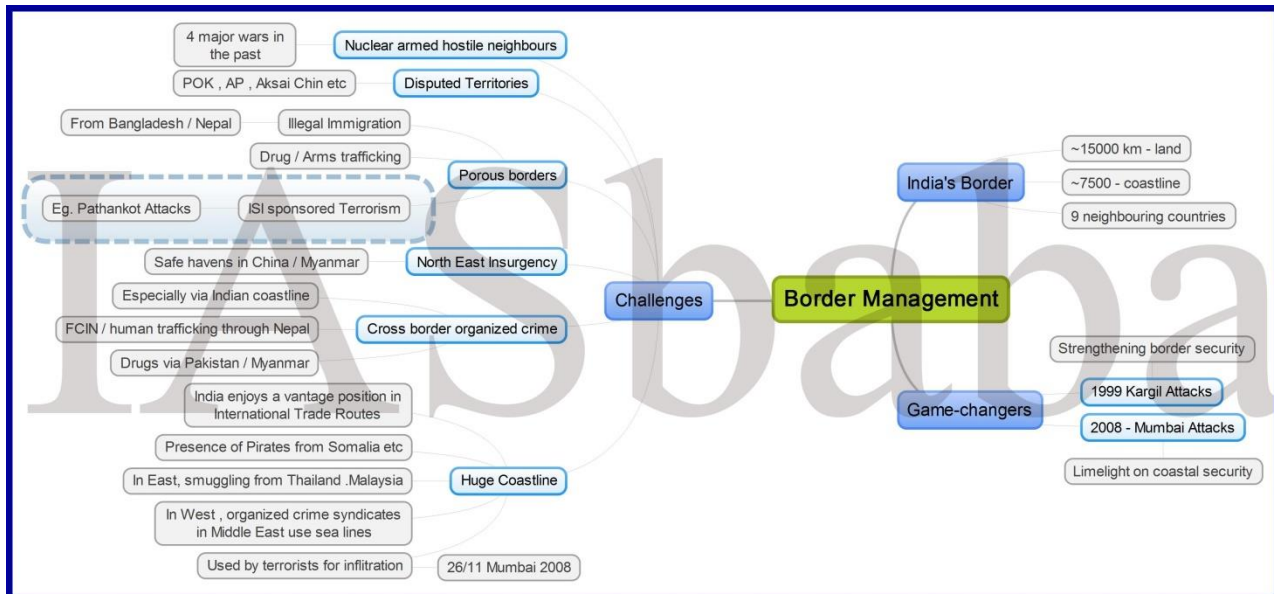 4 major wars in
the past
Nuclear armed hostile neighbours
POK , AP , Aksai Chin etc
Disputed Territories
From Bangladesh / Nepal
Illegal Immigration
Drug / Arms trafficking
Porous borders
Eg. Pathankot Attacks
ISI sponsored Terrorism
Safe havens in China / Myanmar
North East Insurgency
Especially via Indian coastline
FCIN / human trafficking through Nepal
Cross border organized crime
Drugs via Pakistan / Myanmar
India enjoys a vantage position in
International Trade Routes
Presence of Pirates from Somalia etc
In East, smuggling from Thailand .Malaysia
Huge Coastline
In West , organized crime syndicates
in Middle East use sea lines
Used by terrorists for inflitration
26/11 Mumbai 2008
Challenges
Border Management
India's Border
~15000 km - land
~7500 - coastline
9 neighbouring countries
Game-changers
Strengthening border security
1999 Kargil Attacks
2008 - Mumbai Attacks
Limelight on coastal security
IASbaba